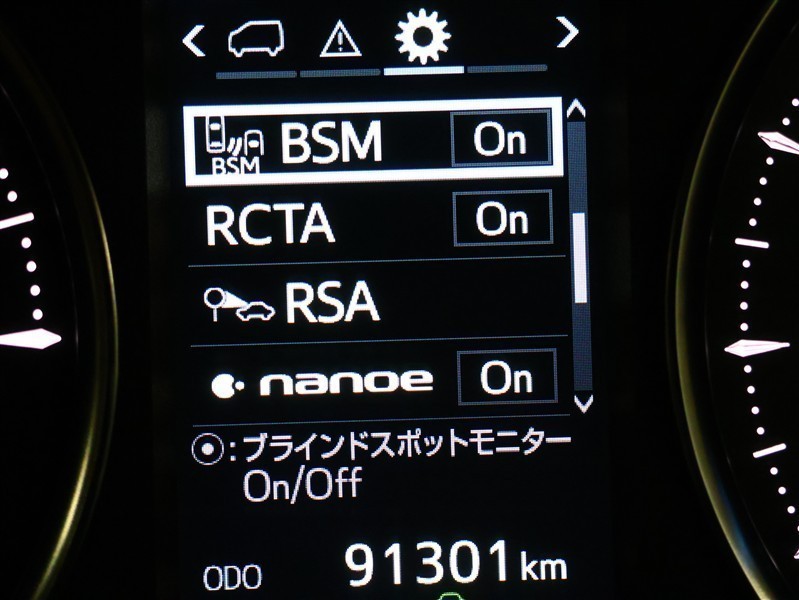 BSM BSM On
RCTA On
RSA
nanoe On
: ブラインドスポットモニター
On/Off
ODO 91301 km